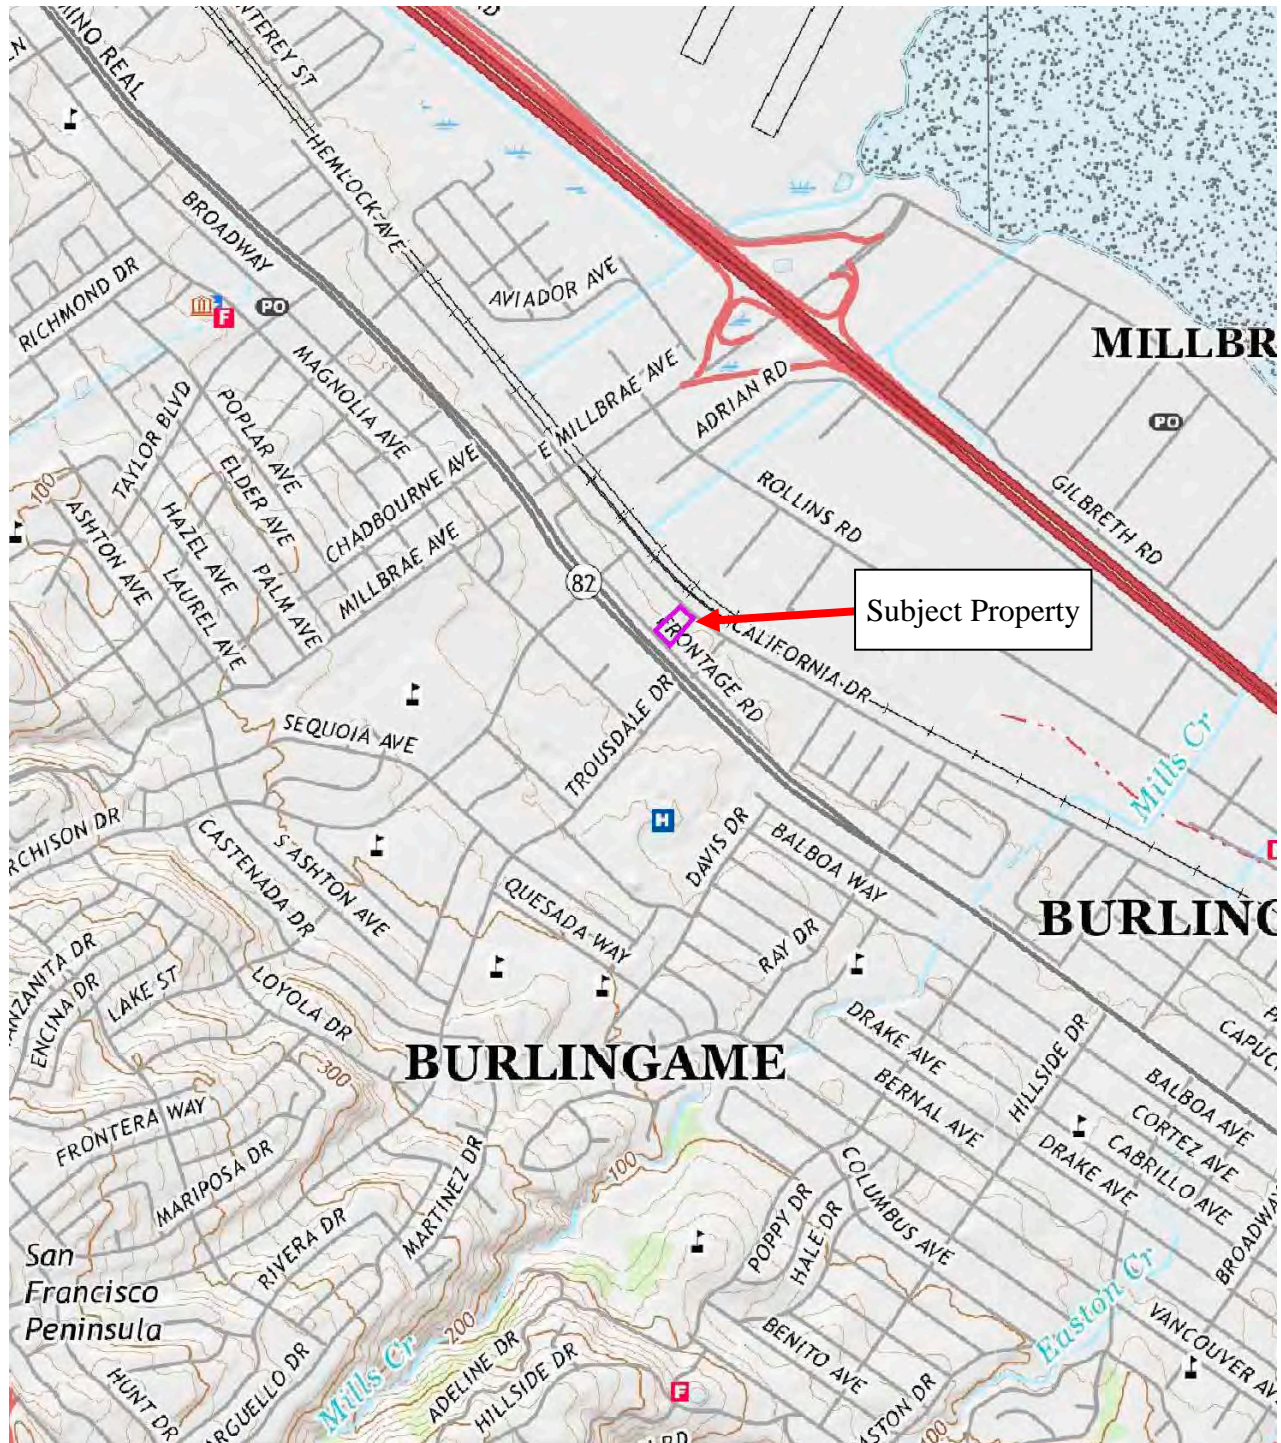 MINO REAL
NTEREY ST
HEMLOCK AVE
BROADWAY
RICHMOND DR
F
PO
AVIADOR AVE
MILLBR
MAGNOLIA AVE
E MILLBRAE AVE
ADRIAN RD
PO
TAYLOR BLVD
POPLAR AVE
ELDER AVE
CHADBOURNE AVE
100
ASHTON AVE
HAZEL AVE
LAUREL AVE
PALM AVE
MILLBRAE AVE
ROLLINS RD
GILBRETH RD
82
Subject Property
FRONTAGE RD
CALIFORNIA DR
TROUSDALE DR
SEQUOIA AVE
Mills Cr
H
DAVIS DR
BALBOA WAY
RCHISON DR
CASTENADA DR
S ASHTON AVE
QUESADA WAY
RAY DR
BURLING
ANZANITA DR
ENCINA DR
LAKE ST
LOYOLA DR
DRAKE AVE
HILLSIDE DR
CAPUC
BURLINGAME
300
BERNAL AVE
BALBOA AVE
CORTEZ AVE
CABRILLO AVE
DRAKE AVE
BROADWAY
FRONTERA WAY
MARIPOSA DR
MARTINEZ DR
RIVERA DR
100
COLUMBUS AVE
POPPY DR
HALE DR
San
Francisco
Peninsula
Easton Cr
VANCOUVER AV
BENITO AVE
200
Mills Cr
ADELINE DR
HILLSIDE DR
HUNT DR
ARGUELLO DR
F
ASTON DR
100
RD